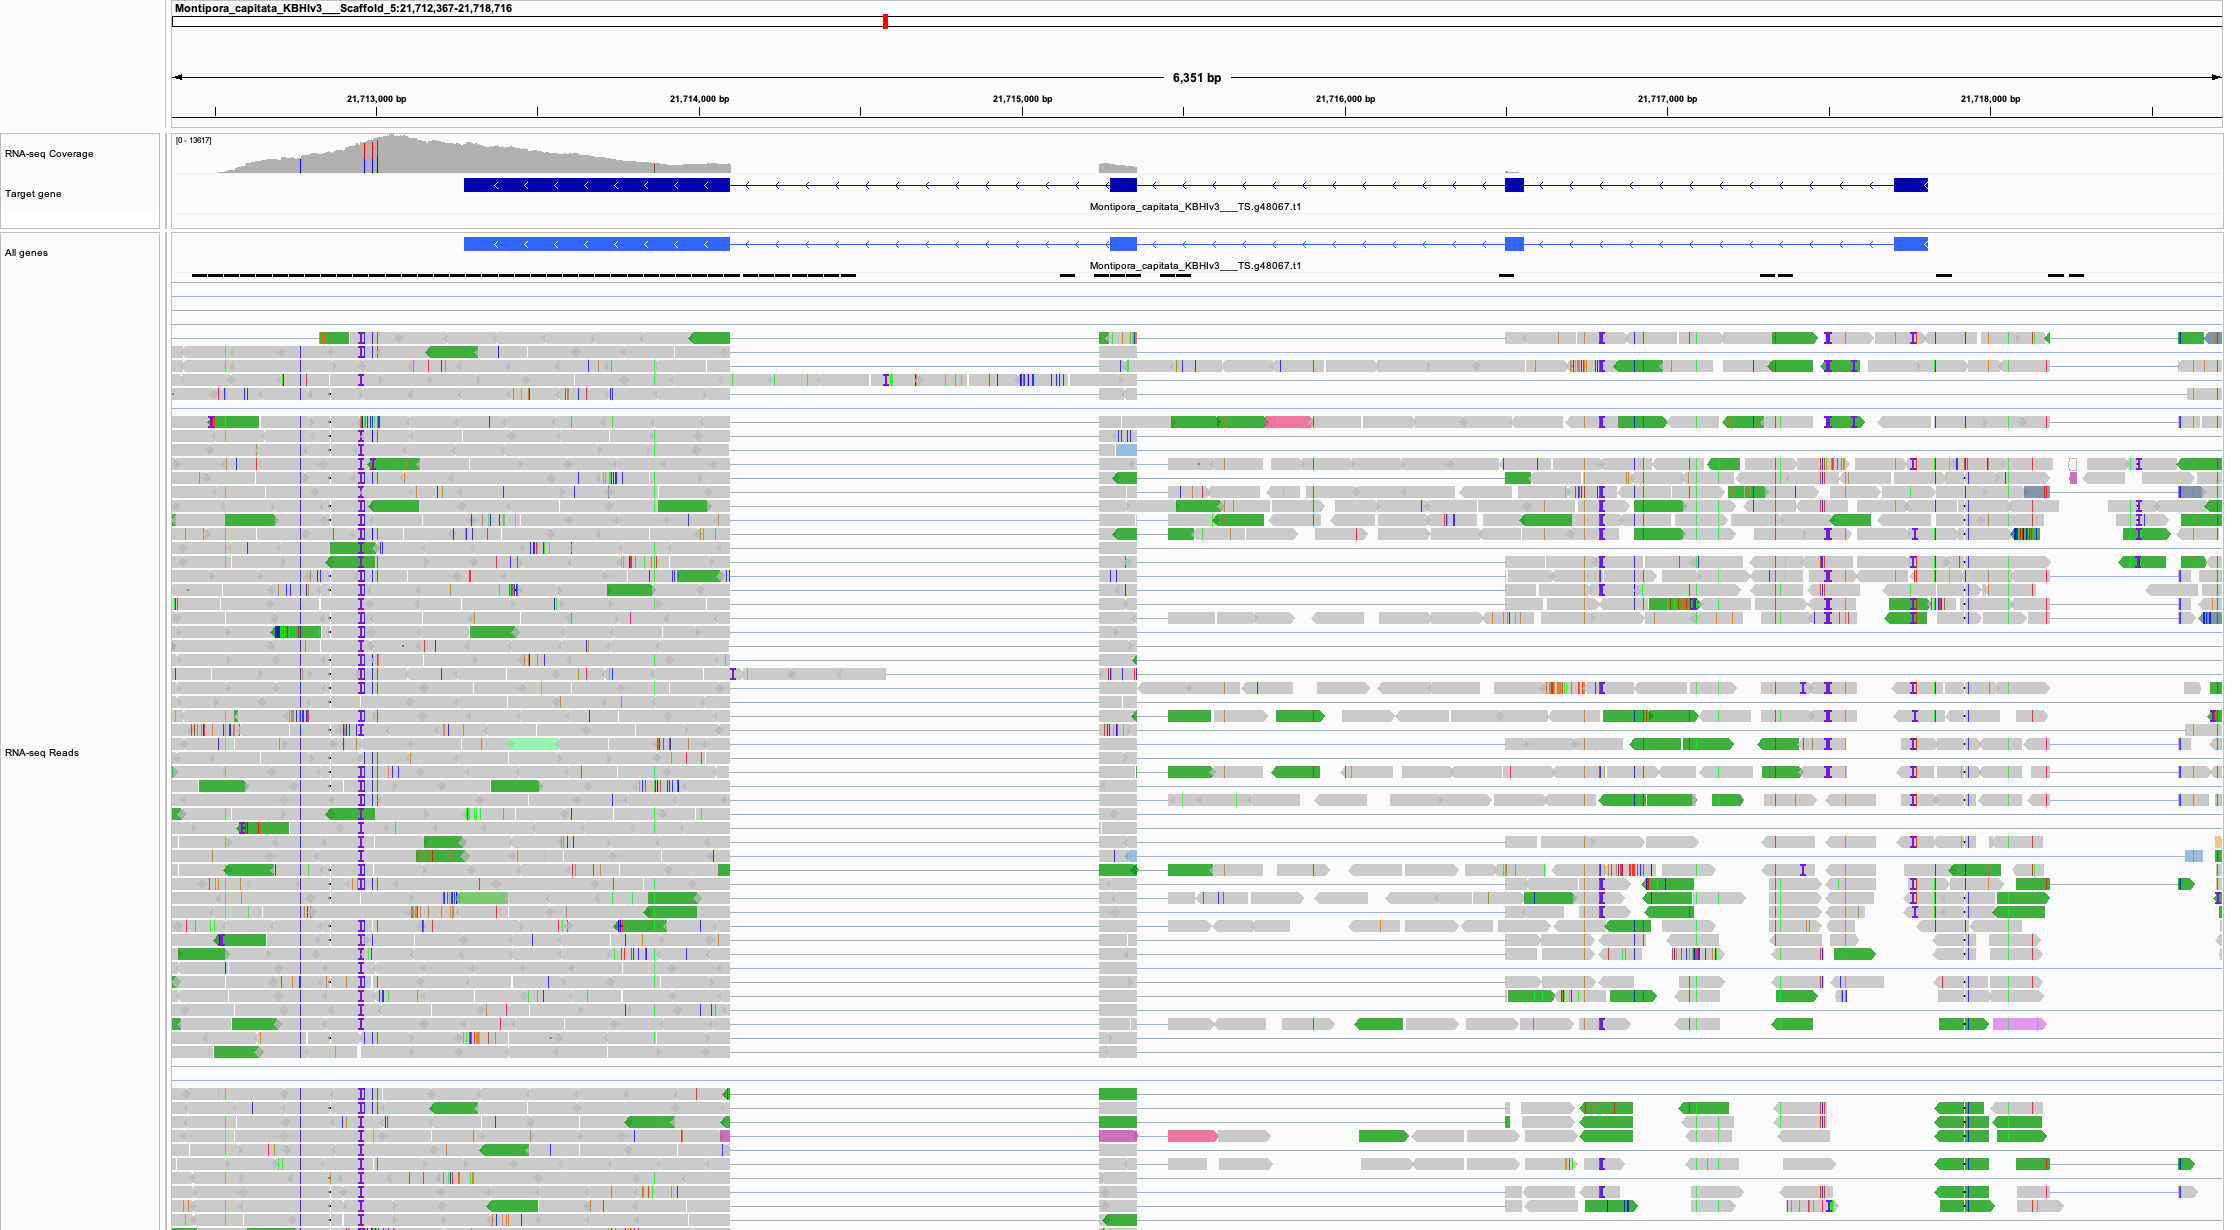 Montipora_capitata_KBHIv3___Scaffold_5:21,712,367-21,718,716
6,351 bp
21,713,000 bp 21,714,000 bp 21,715,000 bp 21,716,000 bp 21,717,000 bp 21,718,000 bp
[0 - 13617]
RNA-seq Coverage
Target gene
Montipora_capitata_KBHIv3___TS.g48067.t1
All genes
Montipora_capitata_KBHIv3___TS.g48067.t1
RNA-seq Reads